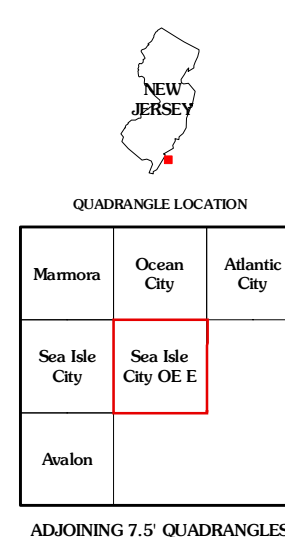 NEW
JERSEY
QUADRANGLE LOCATION
Marmora
Ocean
City
Atlantic
City
Sea Isle
City
Sea Isle
City OE E
Avalon
ADJOINING 7.5' QUADRANGLES